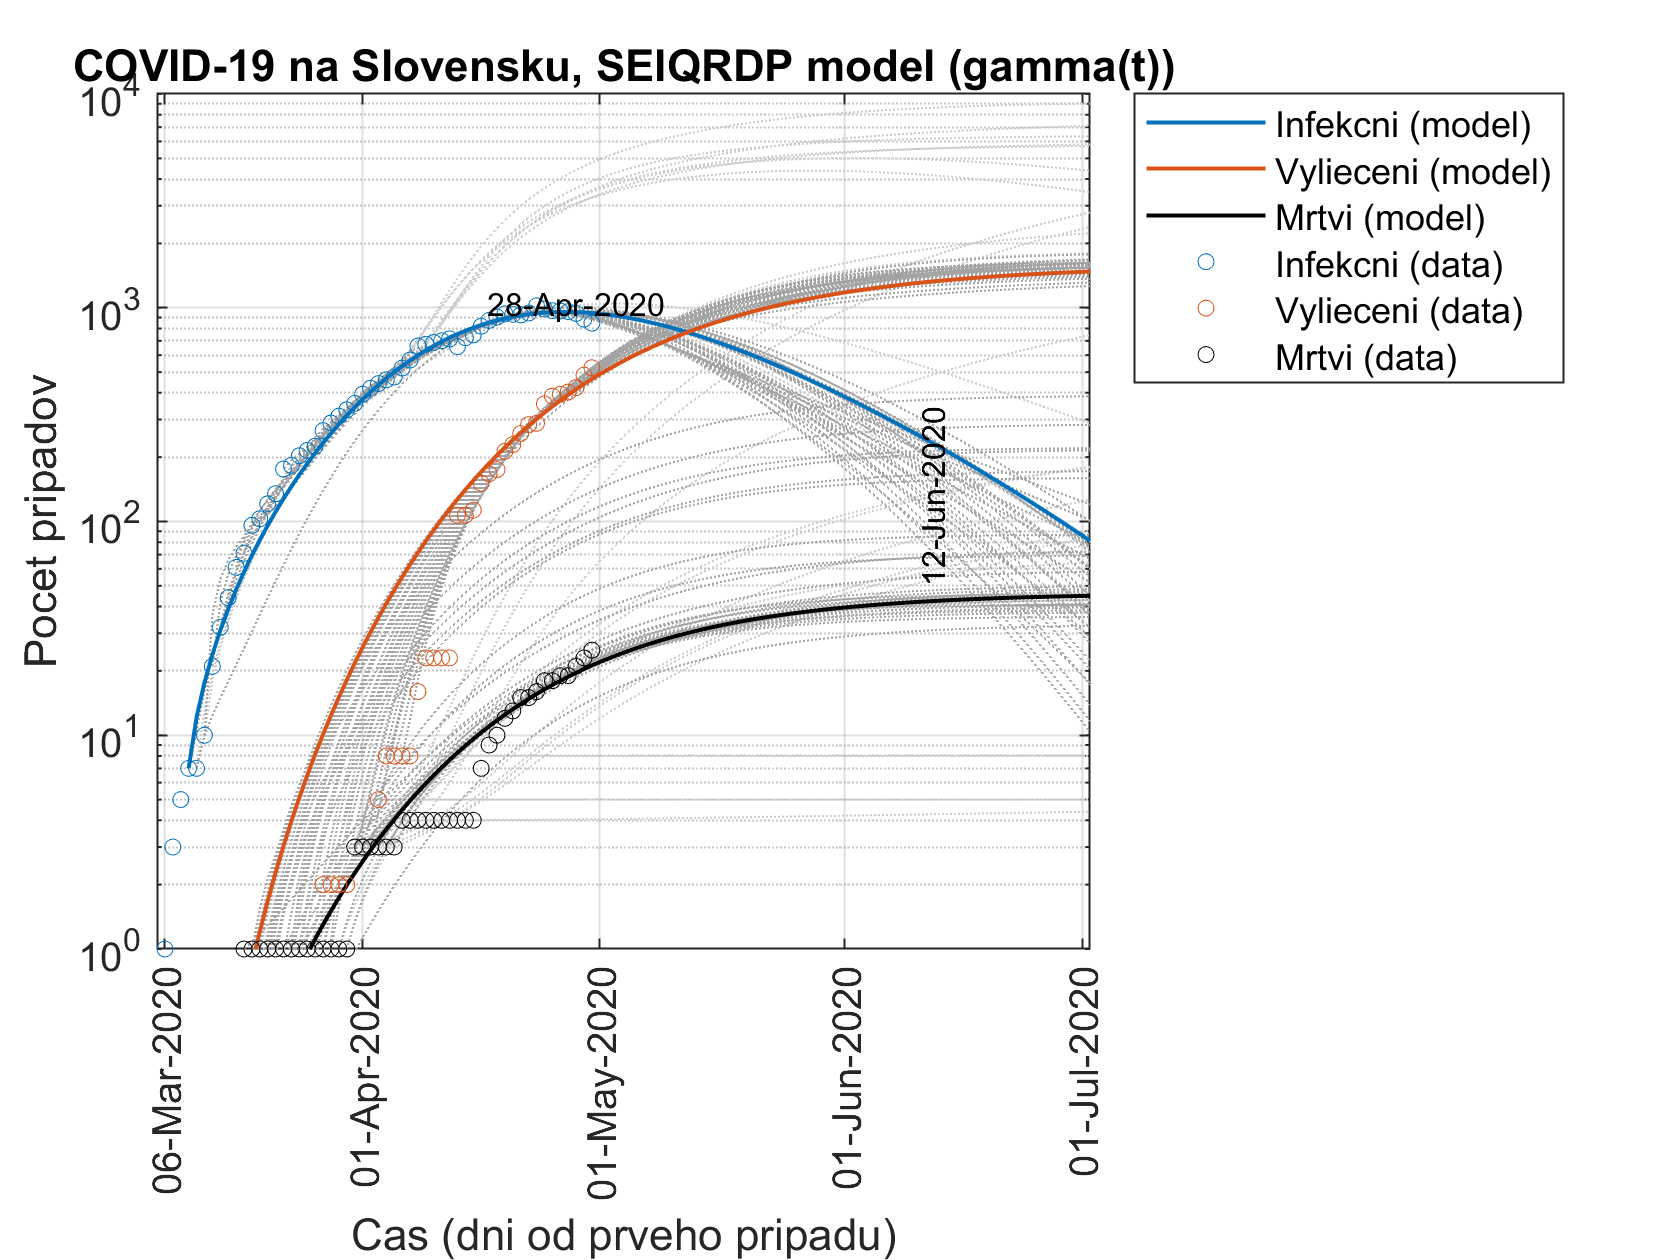 COVID-19 na Slovensku, SEIQRDP model (gamma(t))
10^4
10^3
10^2
10^1
10^0
Pocet pripadov
28-Apr-2020
12-Jun-2020
06-Mar-2020
01-Apr-2020
01-May-2020
01-Jun-2020
01-Jul-2020
Cas (dni od prveho pripadu)
Infekcni (model)
Vylieceni (model)
Mrtvi (model)
Infekcni (data)
Vylieceni (data)
Mrtvi (data)